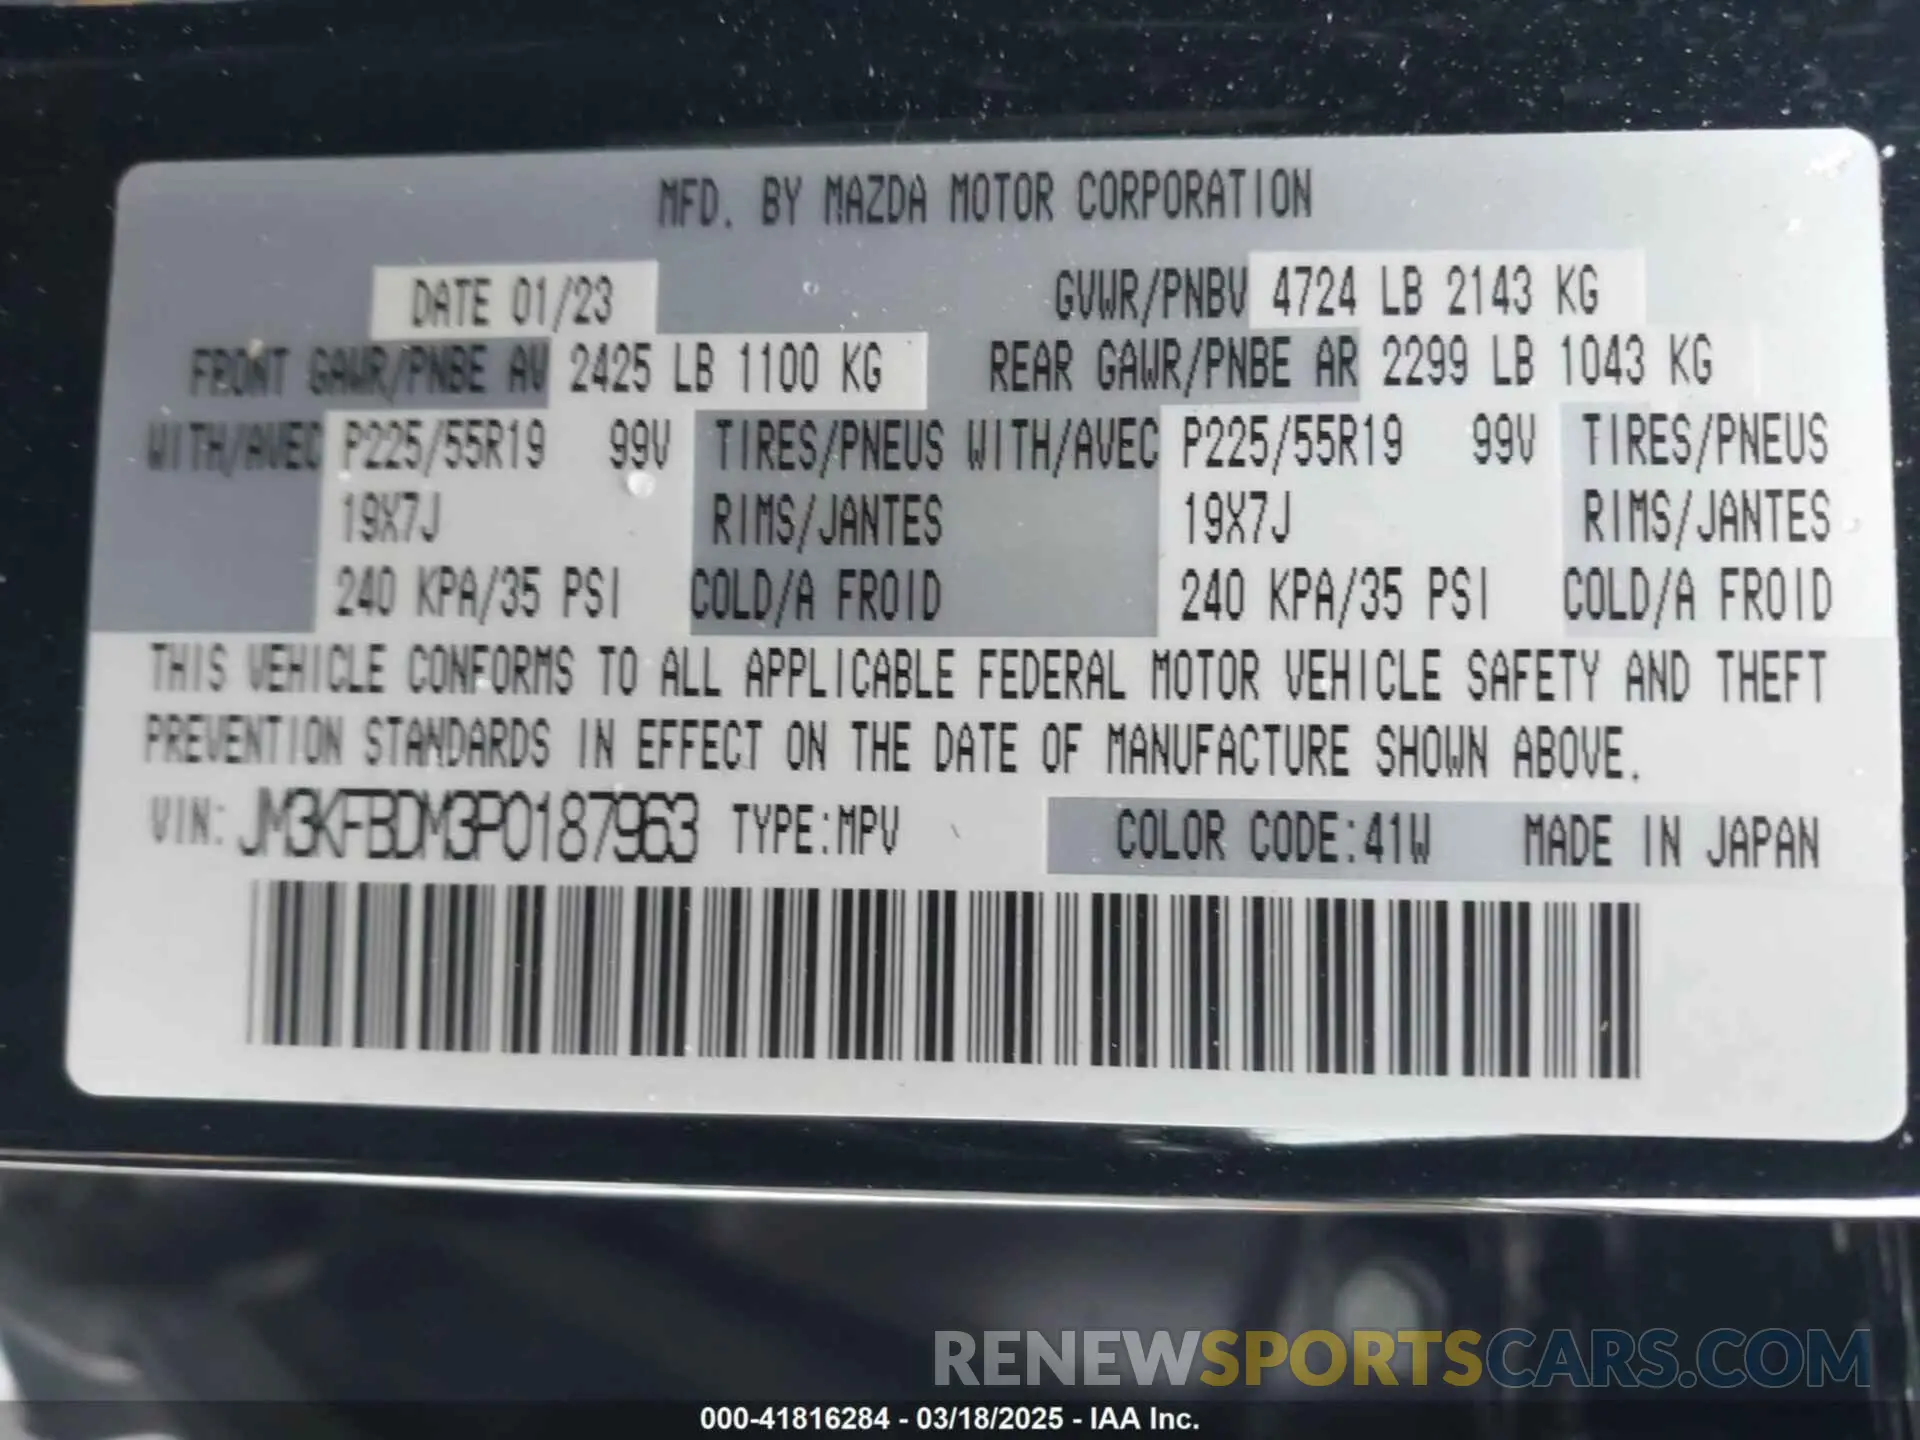 MFD. BY MAZDA MOTOR CORPORATION
DATE 01/23 GVWR/PNBV 4724 LB 2143 KG
FRONT GAWR/PNBE AV 2425 LB 1100 KG REAR GAWR/PNBE AR 2299 LB 1043 KG
WITH/AVEC P225/55R19 99V TIRES/PNEUS WITH/AVEC P225/55R19 99V TIRES/PNEUS
19X7J RIMS/JANTES 19X7J RIMS/JANTES
240 KPA/35 PSI COLD/A FROID 240 KPA/35 PSI COLD/A FROID
THIS VEHICLE CONFORMS TO ALL APPLICABLE FEDERAL MOTOR VEHICLE SAFETY AND THEFT
PREVENTION STANDARDS IN EFFECT ON THE DATE OF MANUFACTURE SHOWN ABOVE.
VIN: JM3KFBDM3P0187963 TYPE:MPV COLOR CODE:41W MADE IN JAPAN
RENEWSPORTSCARS.COM
000-41816284 - 03/18/2025 - IAA Inc.